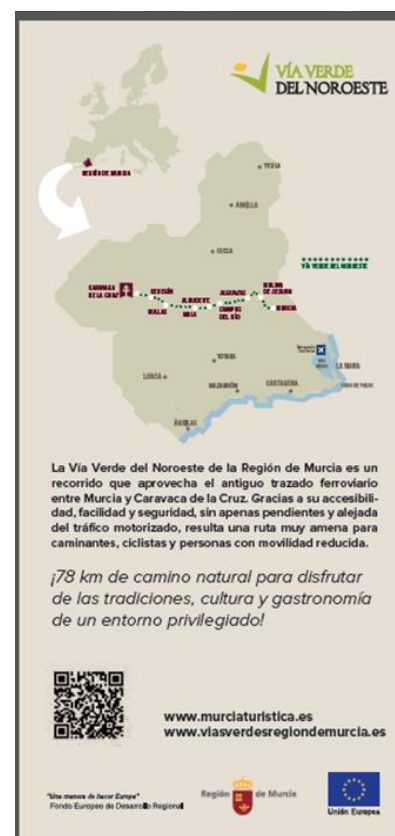 VÍA VERDE
DEL NOROESTE
REGIÓN DE MURCIA
YECLA
JUMILLA
CIEZA
VÍA VERDE DEL NOROESTE
CARAVACA
DE LA CRUZ
CEHEGÍN
BULLAS
ALBUDEITE
MULA
CAMPOS
DEL RÍO
ALGUAZAS
MOLINA
DE SEGURA
MURCIA
TOTANA
LORCA
MAZARRÓN
CARTAGENA
LA MANGA
CABO DE PALOS
ÁGUILAS
La Vía Verde del Noroeste de la Región de Murcia es un
recorrido que aprovecha el antiguo trazado ferroviario
entre Murcia y Caravaca de la Cruz. Gracias a su accesibili-
dad, facilidad y seguridad, sin apenas pendientes y alejada
del tráfico motorizado, resulta una ruta muy amena para
caminantes, ciclistas y personas con movilidad reducida.
¡78 km de camino natural para disfrutar
de las tradiciones, cultura y gastronomía
de un entorno privilegiado!
www.murciaturistica.es
www.viasverdesregiondemurcia.es
"Una manera de hacer Europa"
Fondo Europeo de Desarrollo Regional
Región de Murcia
Unión Europea